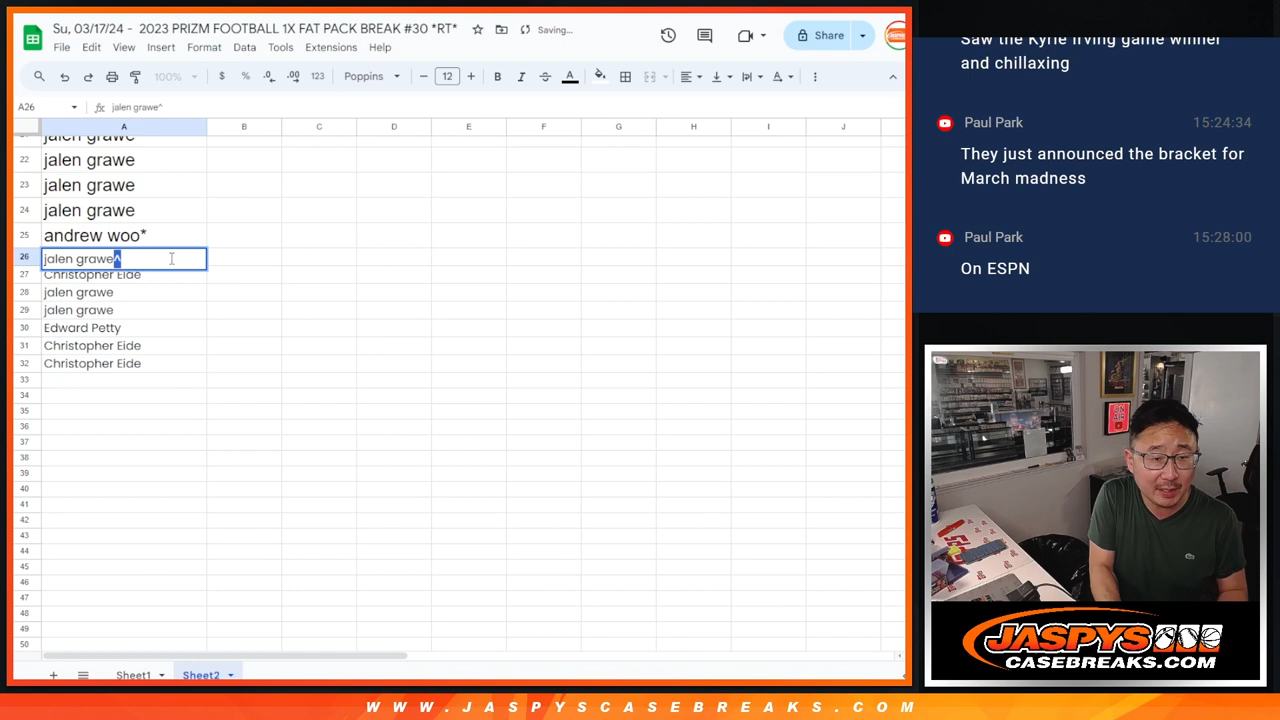 Su, 03/17/24 - 2023 PRIZM FOOTBALL 1X FAT PACK BREAK #30 *RT*
Saving...
File Edit View Insert Format Data Tools Extensions Help
Share
100% $ % .0 .00 123 Poppins 12 B I S A
A26 fx jalen grawe^
A B C D E F G H I J
jalen grawe
22 jalen grawe
23 jalen grawe
24 jalen grawe
25 andrew woo*
26 jalen grawe^
27 Christopher Eide
28 jalen grawe
29 jalen grawe
30 Edward Petty
31 Christopher Eide
32 Christopher Eide
33
34
35
36
37
38
39
40
41
42
43
44
45
46
47
48
49
50
Sheet1 Sheet2
Saw the Kyrie Irving game winner
and chillaxing
Paul Park 15:24:34
They just announced the bracket for
March madness
Paul Park 15:28:00
On ESPN
JASPYS
CASEBREAKS.COM
WWW.JASPYSCASEBREAKS.COM